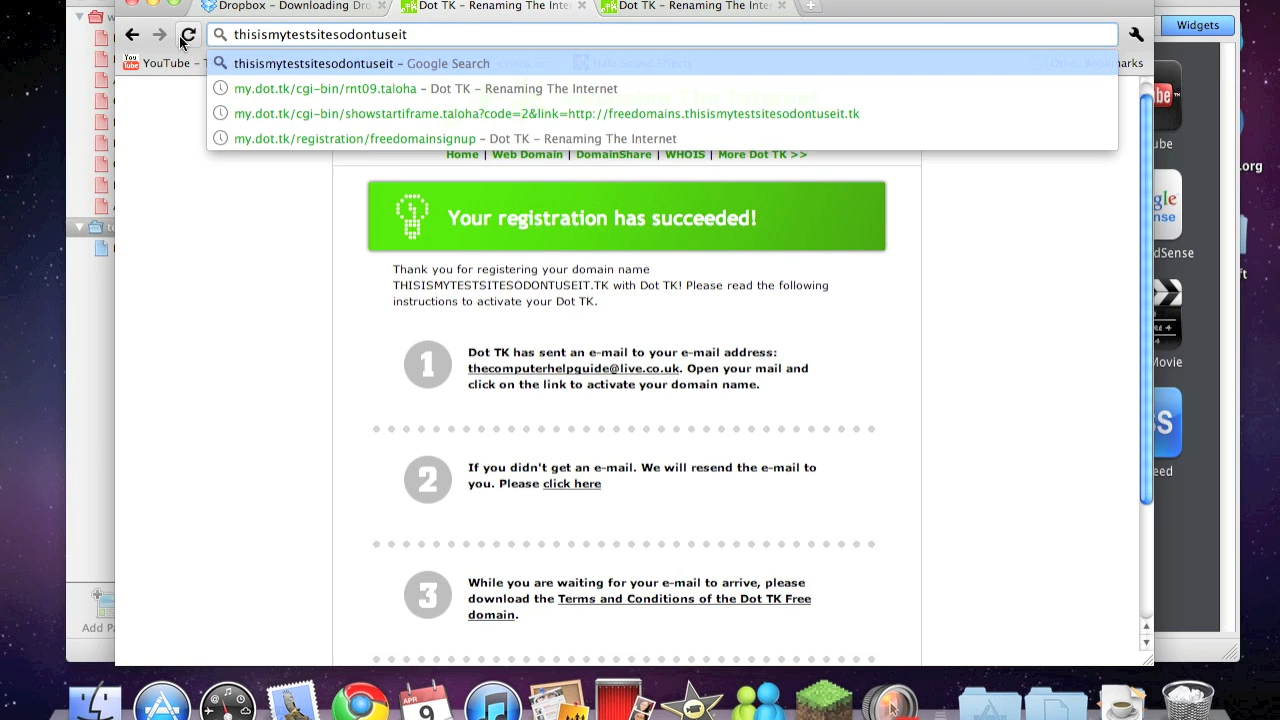 Dropbox - Downloading Dro
Dot TK - Renaming The Inte
Dot TK - Renaming The Inte
Widgets
thisismytestsitesodontuseit
YouTube - 
thisismytestsitesodontuseit - Google Search
my.dot.tk/cgi-bin/rnt09.taloha - Dot TK - Renaming The Internet
my.dot.tk/cgi-bin/showstartiframe.taloha?code=2&link=http://freedomains.thisismytestsitesodontuseit.tk
my.dot.tk/registration/freedomainsignup - Dot TK - Renaming The Internet
Home | Web Domain | DomainShare | WHOIS | More Dot TK >>
Your registration has succeeded!
Thank you for registering your domain name
THISISMYTESTSITESODONTUSEIT.TK with Dot TK! Please read the following
instructions to activate your Dot TK.
1
Dot TK has sent an e-mail to your e-mail address:
thecomputerhelpguide@live.co.uk. Open your mail and
click on the link to activate your domain name.
2
If you didn't get an e-mail. We will resend the e-mail to
you. Please click here
3
While you are waiting for your e-mail to arrive, please
download the Terms and Conditions of the Dot TK Free
domain.
Add Pa
.org
ube
dSense
Movie
eed
APR
9